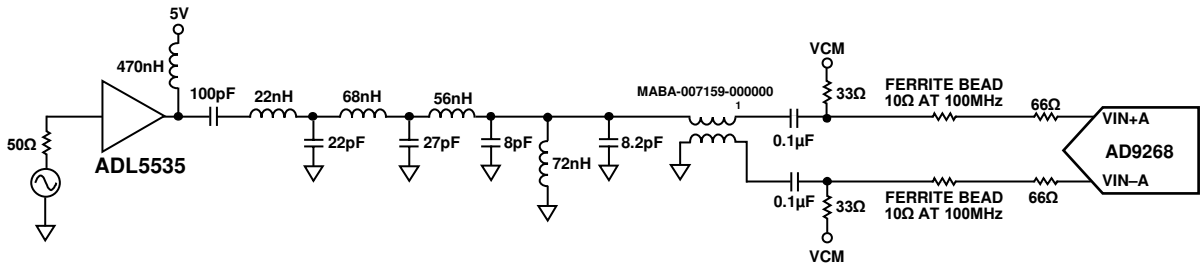 5V
470nH
100pF
22nH
68nH
56nH
MABA-007159-000000
1
VCM
33Ω
FERRITE BEAD
10Ω AT 100MHz
66Ω
VIN+A
50Ω
ADL5535
22pF
27pF
8pF
72nH
8.2pF
0.1µF
AD9268
VIN–A
0.1µF
33Ω
FERRITE BEAD
10Ω AT 100MHz
66Ω
VCM